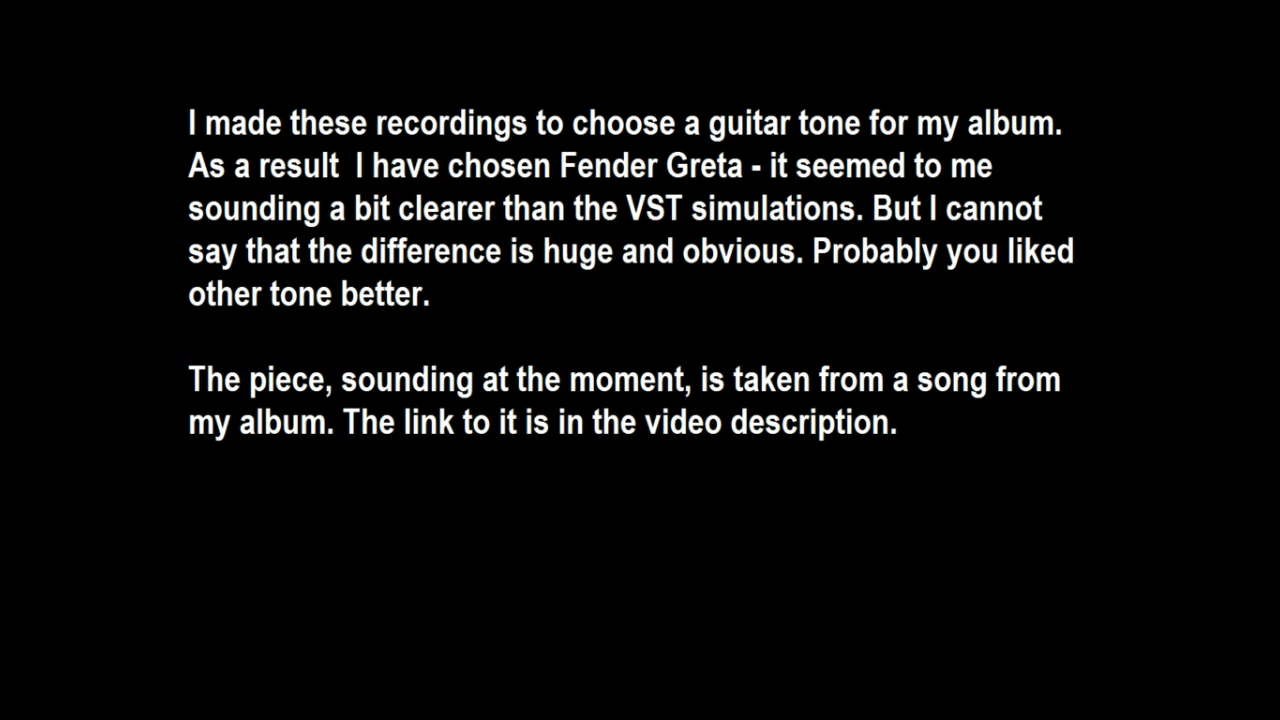 I made these recordings to choose a guitar tone for my album.
As a result  I have chosen Fender Greta - it seemed to me
sounding a bit clearer than the VST simulations. But I cannot
say that the difference is huge and obvious. Probably you liked
other tone better.

The piece, sounding at the moment, is taken from a song from
my album. The link to it is in the video description.